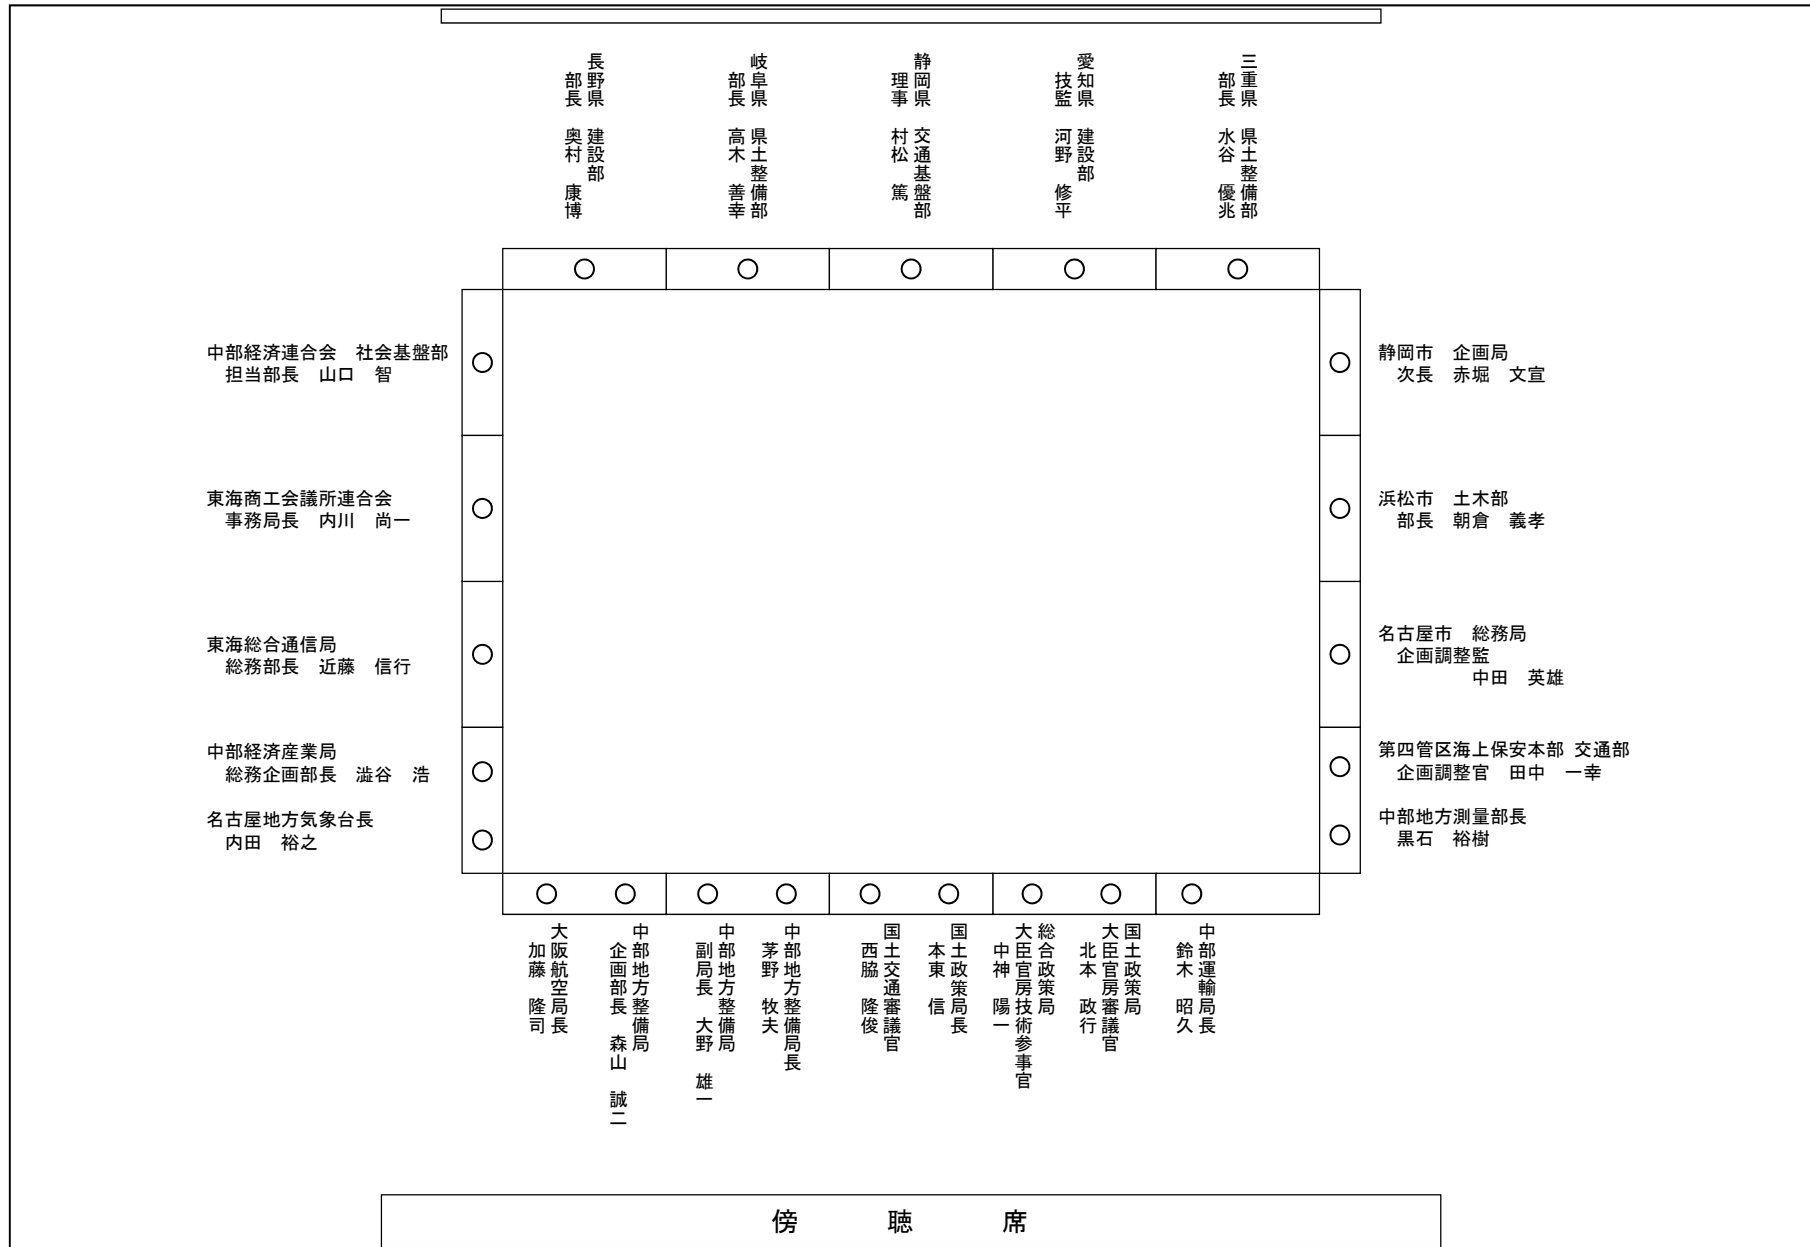 長野県　建設部
部長　奥村　康博
岐阜県　県土整備部
部長　高木　善幸
静岡県　交通基盤部
理事　村松　篤
愛知県　建設部
技監　河野　修平
三重県　県土整備部
部長　水谷　優兆
中部経済連合会　社会基盤部
担当部長　山口　智
東海商工会議所連合会
事務局長　内川　尚一
東海総合通信局
総務部長　近藤　信行
中部経済産業局
総務企画部長　澁谷　浩
名古屋地方気象台長
内田　裕之
静岡市　企画局
次長　赤堀　文宣
浜松市　土木部
部長　朝倉　義孝
名古屋市　総務局
企画調整監
中田　英雄
第四管区海上保安本部 交通部
企画調整官　田中　一幸
中部地方測量部長
黒石　裕樹
大阪航空局長
加藤　隆司
中部地方整備局
企画部長　森山　誠二
中部地方整備局
副局長　大野　雄一
中部地方整備局長
茅野　牧夫
国土交通審議官
西脇　隆俊
国土政策局長
本東　信
総合政策局
大臣官房技術参事官
中神　陽一
国土政策局
大臣官房審議官
北本　政行
中部運輸局長
鈴木　昭久
傍　聴　席